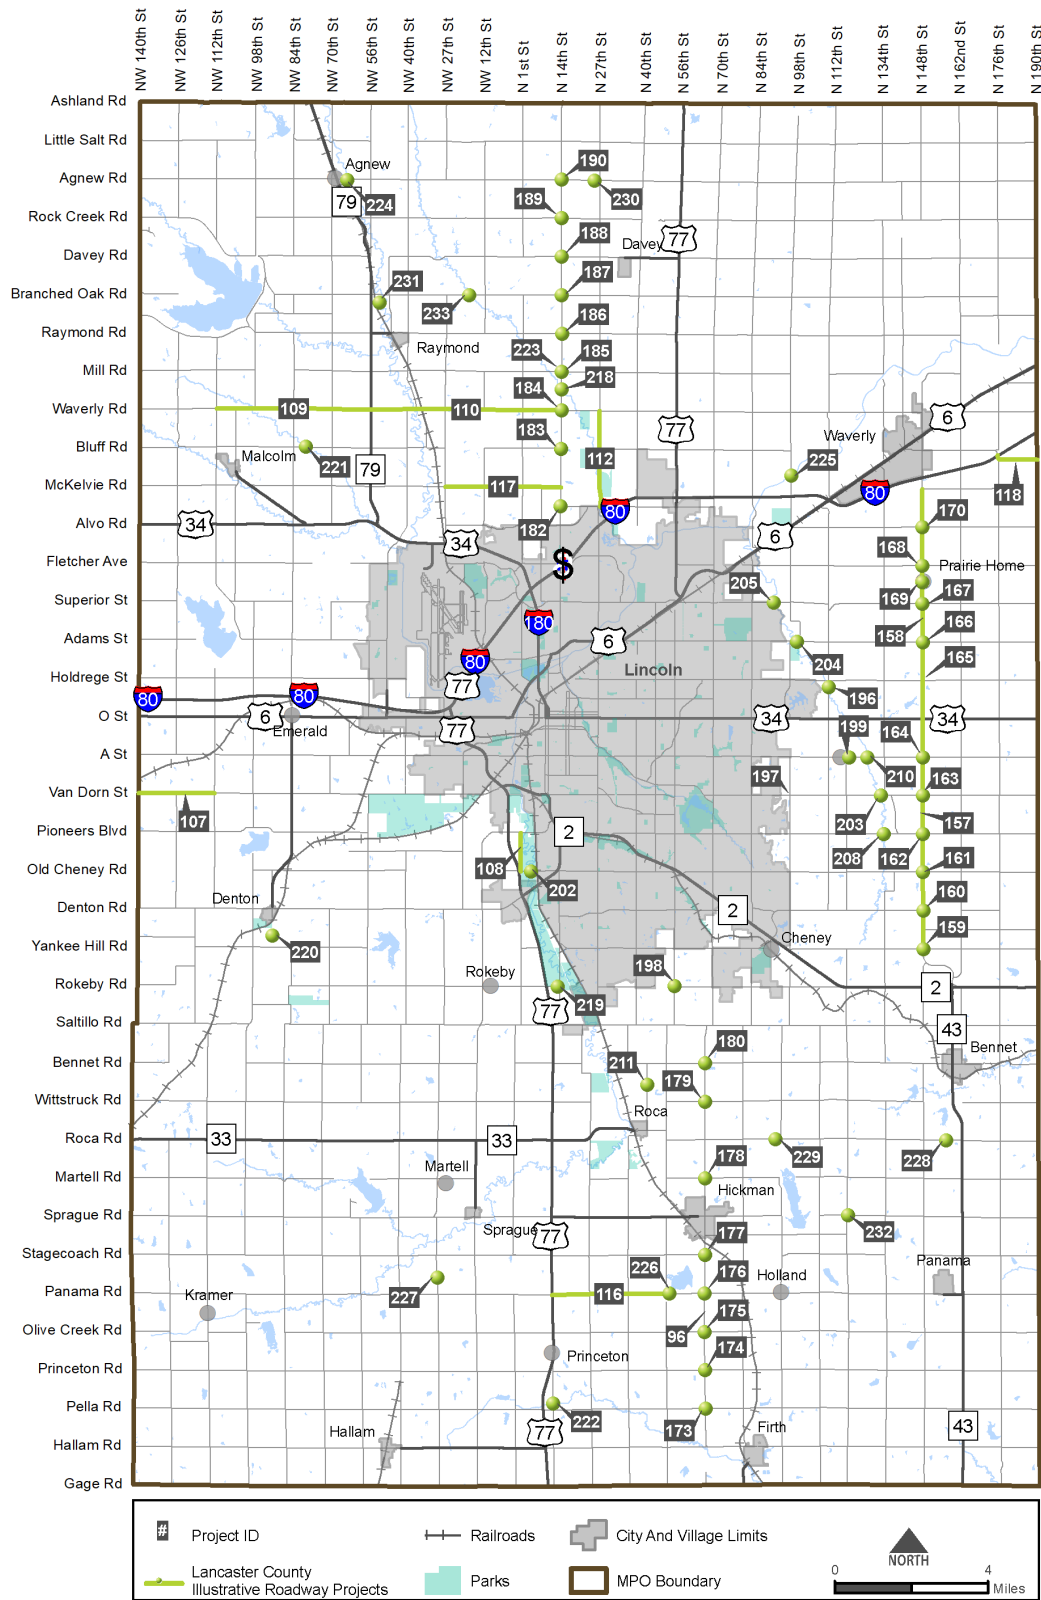 NW 140th St
NW 126th St
NW 112th St
NW 98th St
NW 84th St
NW 70th St
NW 56th St
NW 40th St
NW 27th St
NW 12th St
N 1st St
N 14th St
N 27th St
N 40th St
N 56th St
N 70th St
N 84th St
N 98th St
N 112th St
N 134th St
N 148th St
N 162nd St
N 176th St
N 190th St
Ashland Rd
Little Salt Rd
Agnew Rd
Rock Creek Rd
Davey Rd
Branched Oak Rd
Raymond Rd
Mill Rd
Waverly Rd
Bluff Rd
McKelvie Rd
Alvo Rd
Fletcher Ave
Superior St
Adams St
Holdrege St
O St
A St
Van Dorn St
Pioneers Blvd
Old Cheney Rd
Denton Rd
Yankee Hill Rd
Rokeby Rd
Saltillo Rd
Bennet Rd
Wittstruck Rd
Roca Rd
Martell Rd
Sprague Rd
Stagecoach Rd
Panama Rd
Olive Creek Rd
Princeton Rd
Pella Rd
Hallam Rd
Gage Rd
190
Agnew
79
224
230
189
188
Davey
77
187
231
233
186
Raymond
223
185
218
184
109
110
6
183
77
Waverly
Malcolm
221
79
112
225
117
118
80
80
34
182
170
34
6
$
168
Prairie Home
205
167
169
180
158
166
6
80
Lincoln
204
165
77
80
80
196
6
Emerald
77
34
199
34
164
197
210
163
107
203
157
2
208
162
161
108
202
160
Denton
2
159
220
Cheney
198
Rokeby
219
2
77
43
180
Bennet
211
179
Roca
33
33
229
228
178
Martell
Hickman
177
232
Sprague
77
226
176
Holland
Panama
227
116
Kramer
175
96
174
Princeton
222
173
77
Hallam
Firth
43
# Project ID
Railroads
City And Village Limits
Lancaster County
Illustrative Roadway Projects
Parks
MPO Boundary
NORTH
0 4
Miles